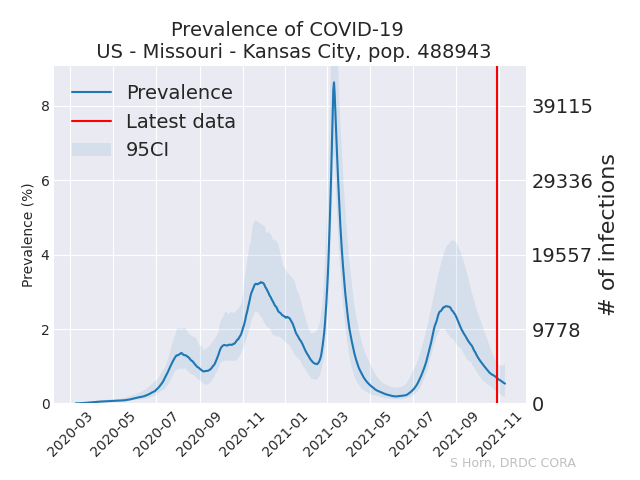 Prevalence of COVID-19
US - Missouri - Kansas City, pop. 488943
Prevalence
Latest data
95CI
Prevalence (%)
8
6
4
2
0
39115
29336
19557
9778
0
# of infections
2020-03
2020-05
2020-07
2020-09
2020-11
2021-01
2021-03
2021-05
2021-07
2021-09
2021-11
S Horn, DRDC CORA